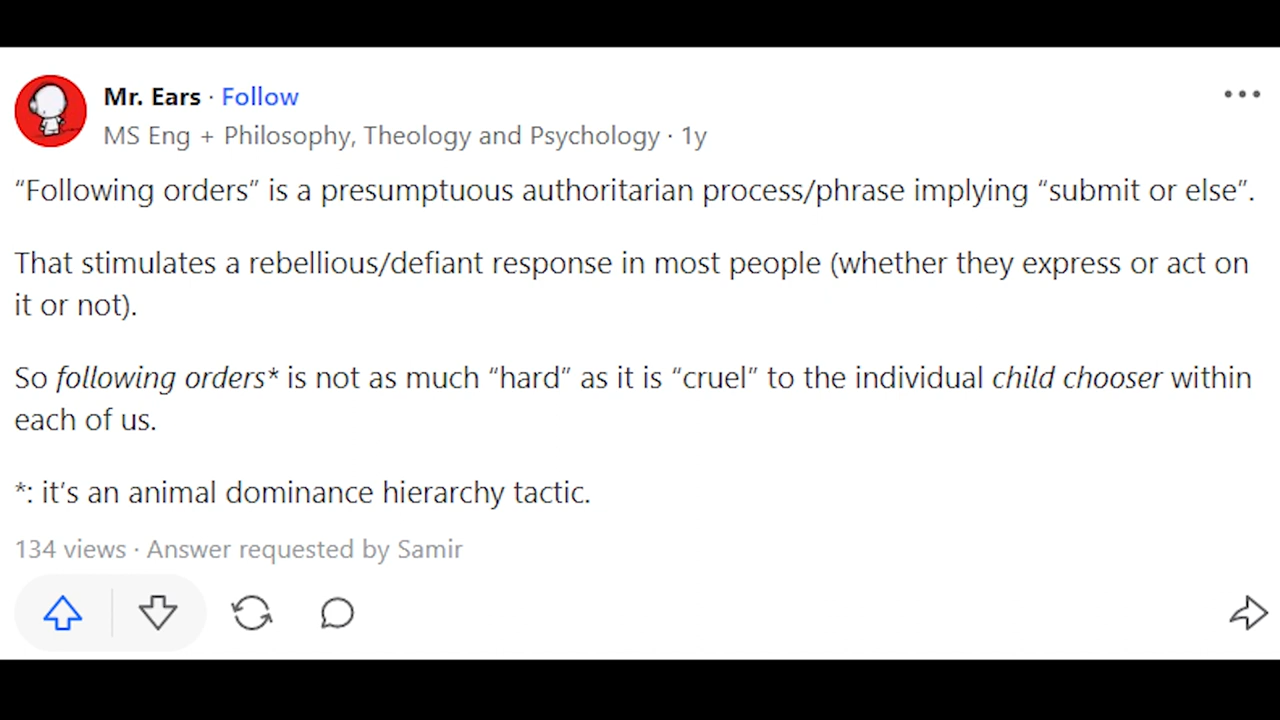 Mr. Ears · Follow
MS Eng + Philosophy, Theology and Psychology · 1y
“Following orders” is a presumptuous authoritarian process/phrase implying “submit or else”.
That stimulates a rebellious/defiant response in most people (whether they express or act on
it or not).
So following orders* is not as much “hard” as it is “cruel” to the individual child chooser within
each of us.
*: it’s an animal dominance hierarchy tactic.
134 views · Answer requested by Samir